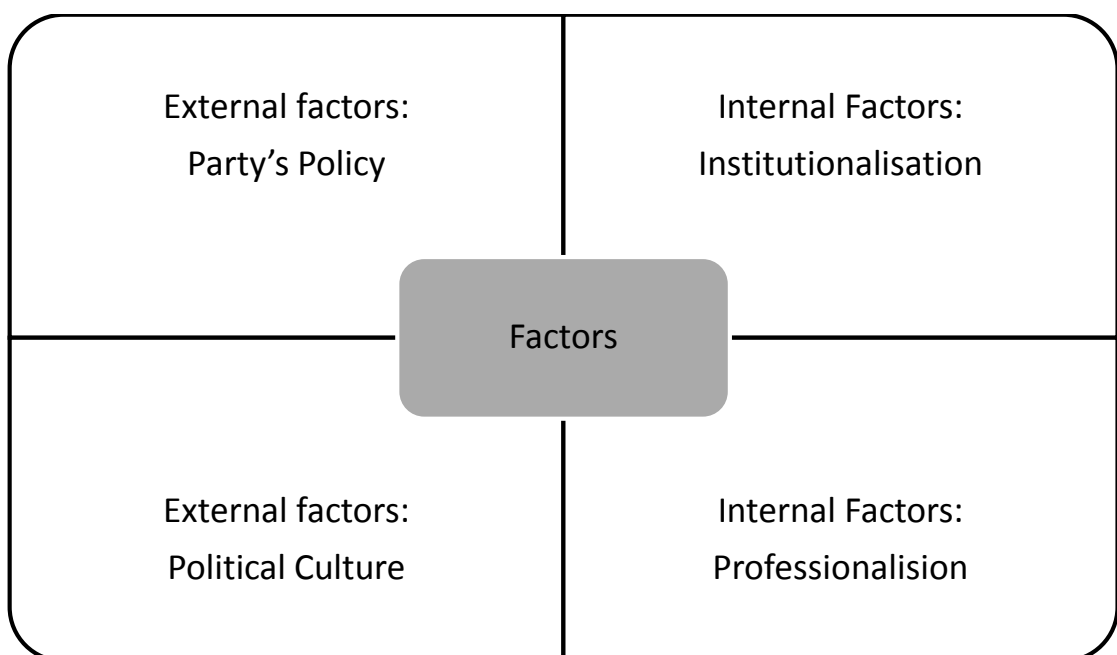 External factors:
Party’s Policy
Internal Factors:
Institutionalisation
Factors
External factors:
Political Culture
Internal Factors:
Professionalision